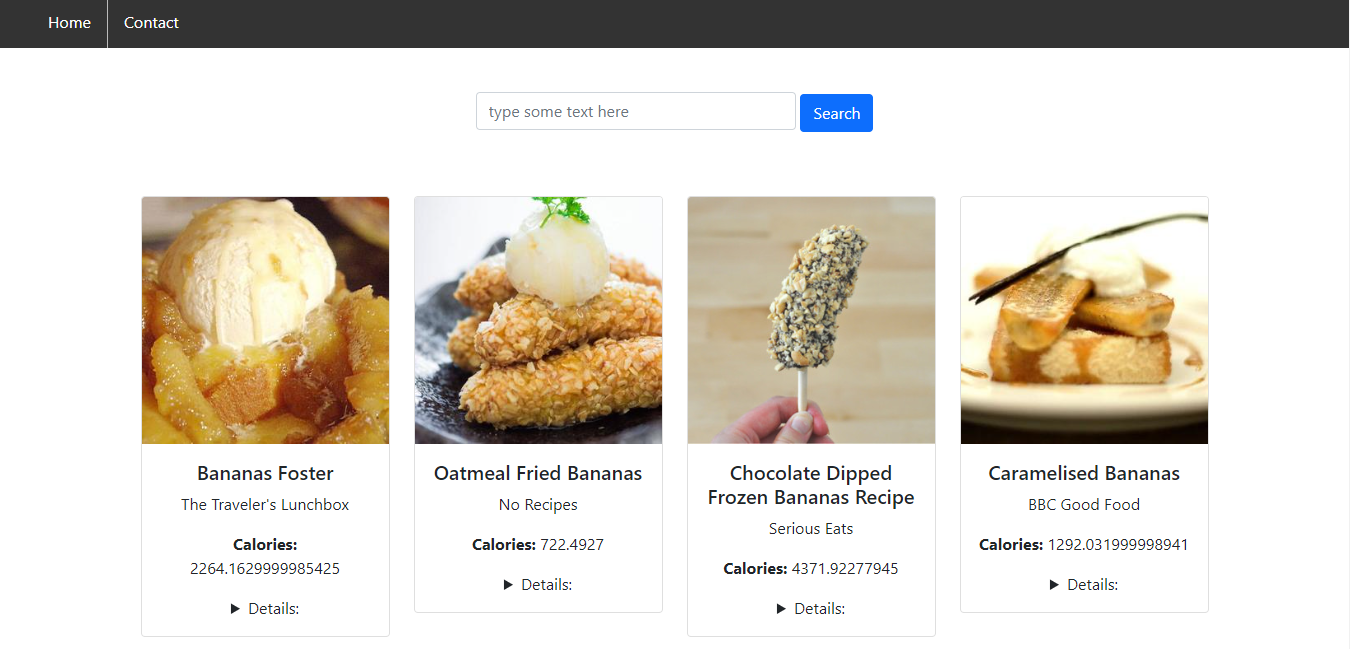 Home Contact
type some text here Search
Bananas Foster
The Traveler's Lunchbox
Calories:
2264.1629999985425
▶ Details:
Oatmeal Fried Bananas
No Recipes
Calories: 722.4927
▶ Details:
Chocolate Dipped
Frozen Bananas Recipe
Serious Eats
Calories: 4371.92277945
▶ Details:
Caramelised Bananas
BBC Good Food
Calories: 1292.031999998941
▶ Details: